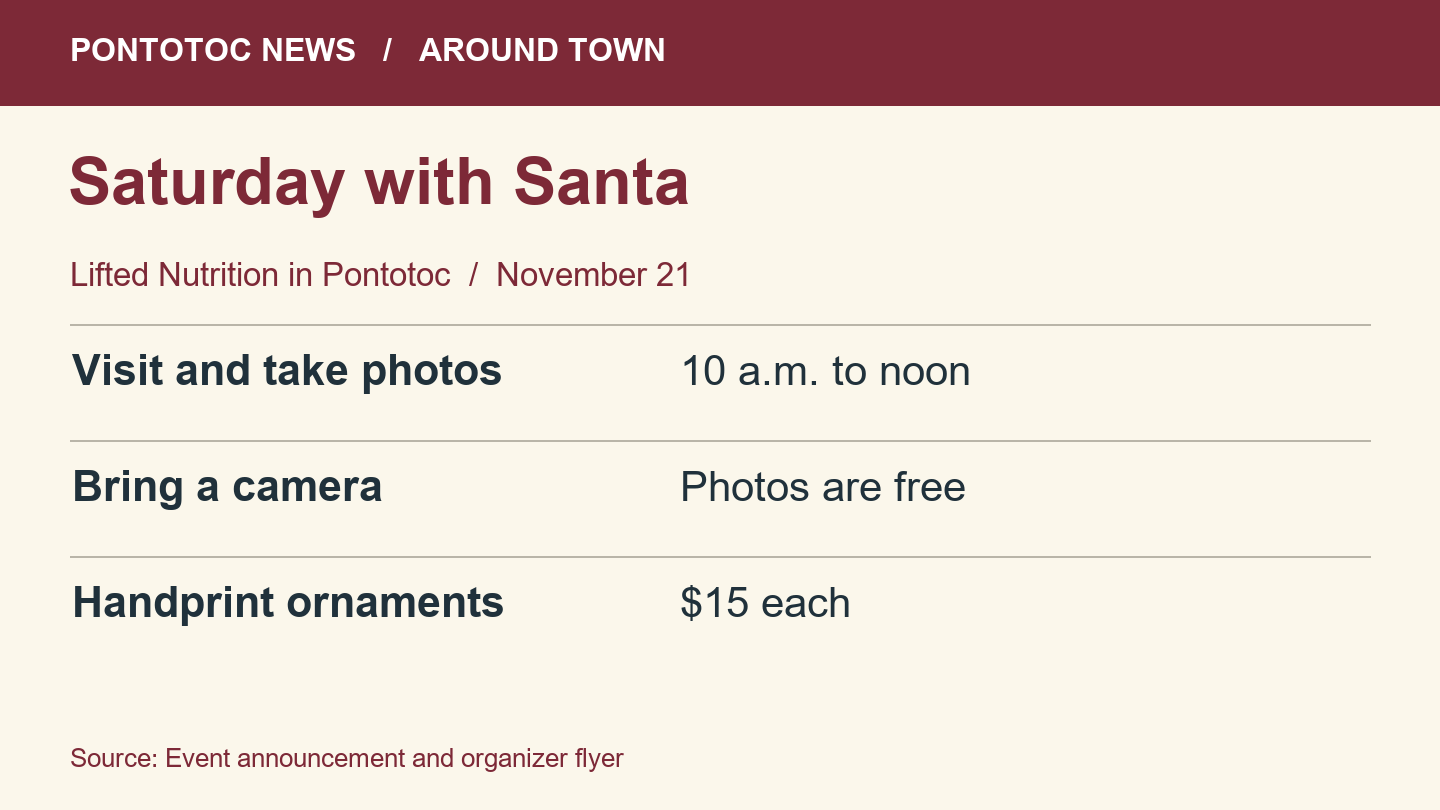 PONTOTOC NEWS / AROUND TOWN
Saturday with Santa
Lifted Nutrition in Pontotoc / November 21
Visit and take photos 10 a.m. to noon
Bring a camera Photos are free
Handprint ornaments $15 each
Source: Event announcement and organizer flyer